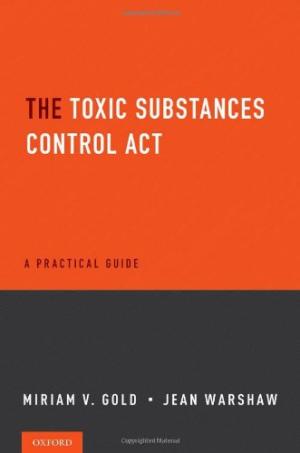 THE TOXIC SUBSTANCES
CONTROL ACT
A PRACTICAL GUIDE
MIRIAM V. GOLD • JEAN WARSHAW
OXFORD